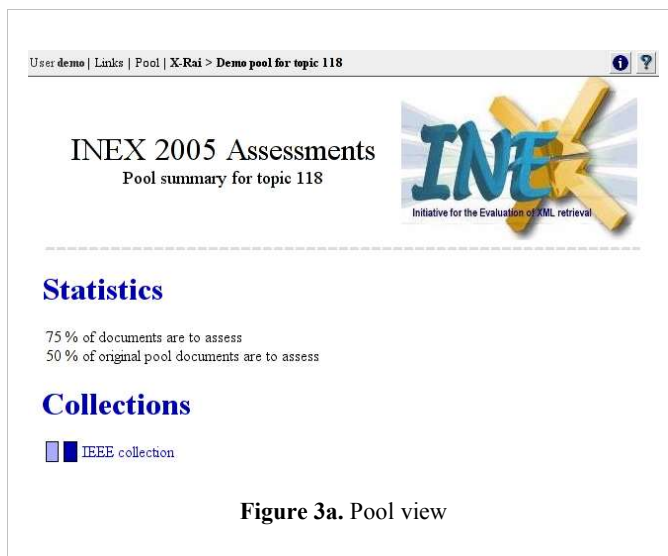 User demo | Links | Pool | X-Rai > Demo pool for topic 118
INEX 2005 Assessments
Pool summary for topic 118
INEX
Initiative for the Evaluation of XML retrieval
Statistics
75 % of documents are to assess
50 % of original pool documents are to assess
Collections
IEEE collection
Figure 3a. Pool view